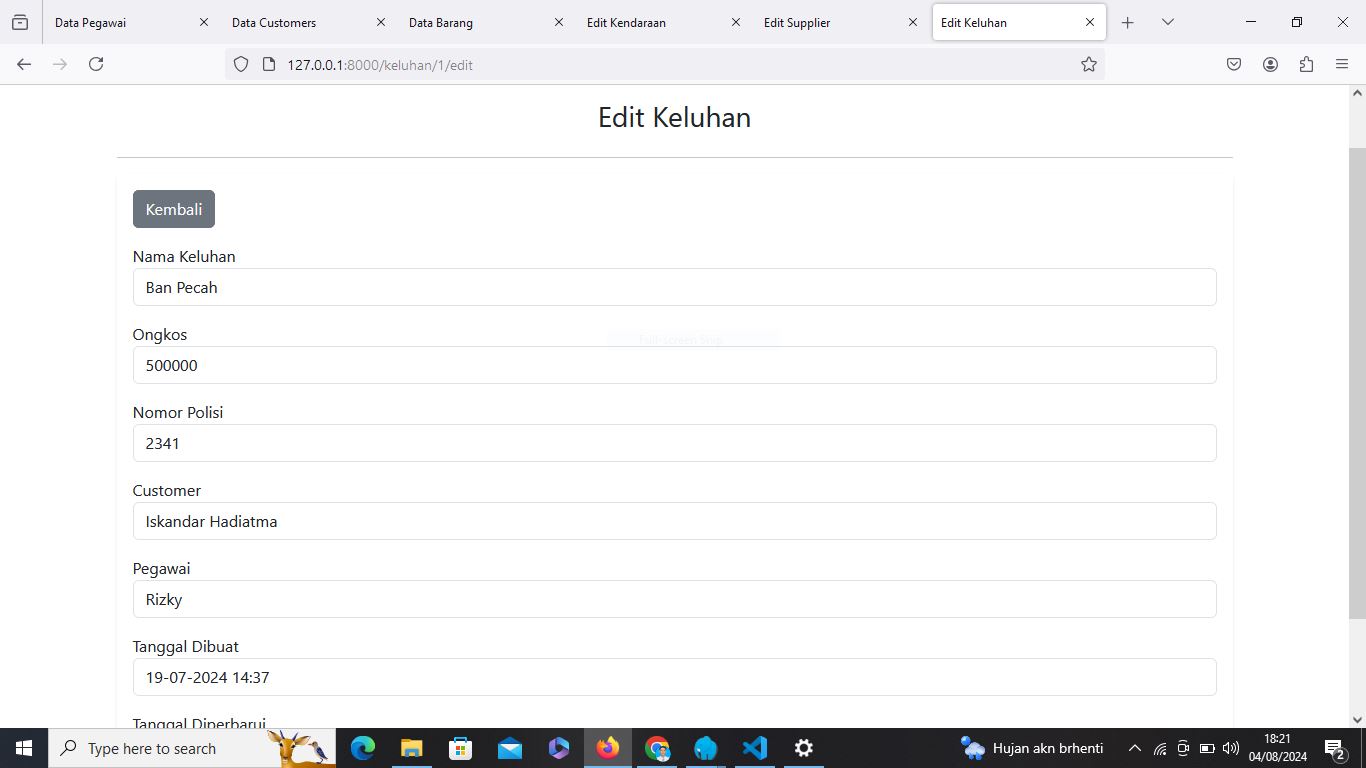 Data Pegawai
Data Customers
Data Barang
Edit Kendaraan
Edit Supplier
Edit Keluhan
127.0.0.1:8000/keluhan/1/edit
Edit Keluhan
Kembali
Nama Keluhan
Ban Pecah
Ongkos
Full-screen Snip
500000
Nomor Polisi
2341
Customer
Iskandar Hadiatma
Pegawai
Rizky
Tanggal Dibuat
19-07-2024 14:37
Tanggal Diperbarui
Type here to search
Hujan akn brhenti
18:21
04/08/2024
2